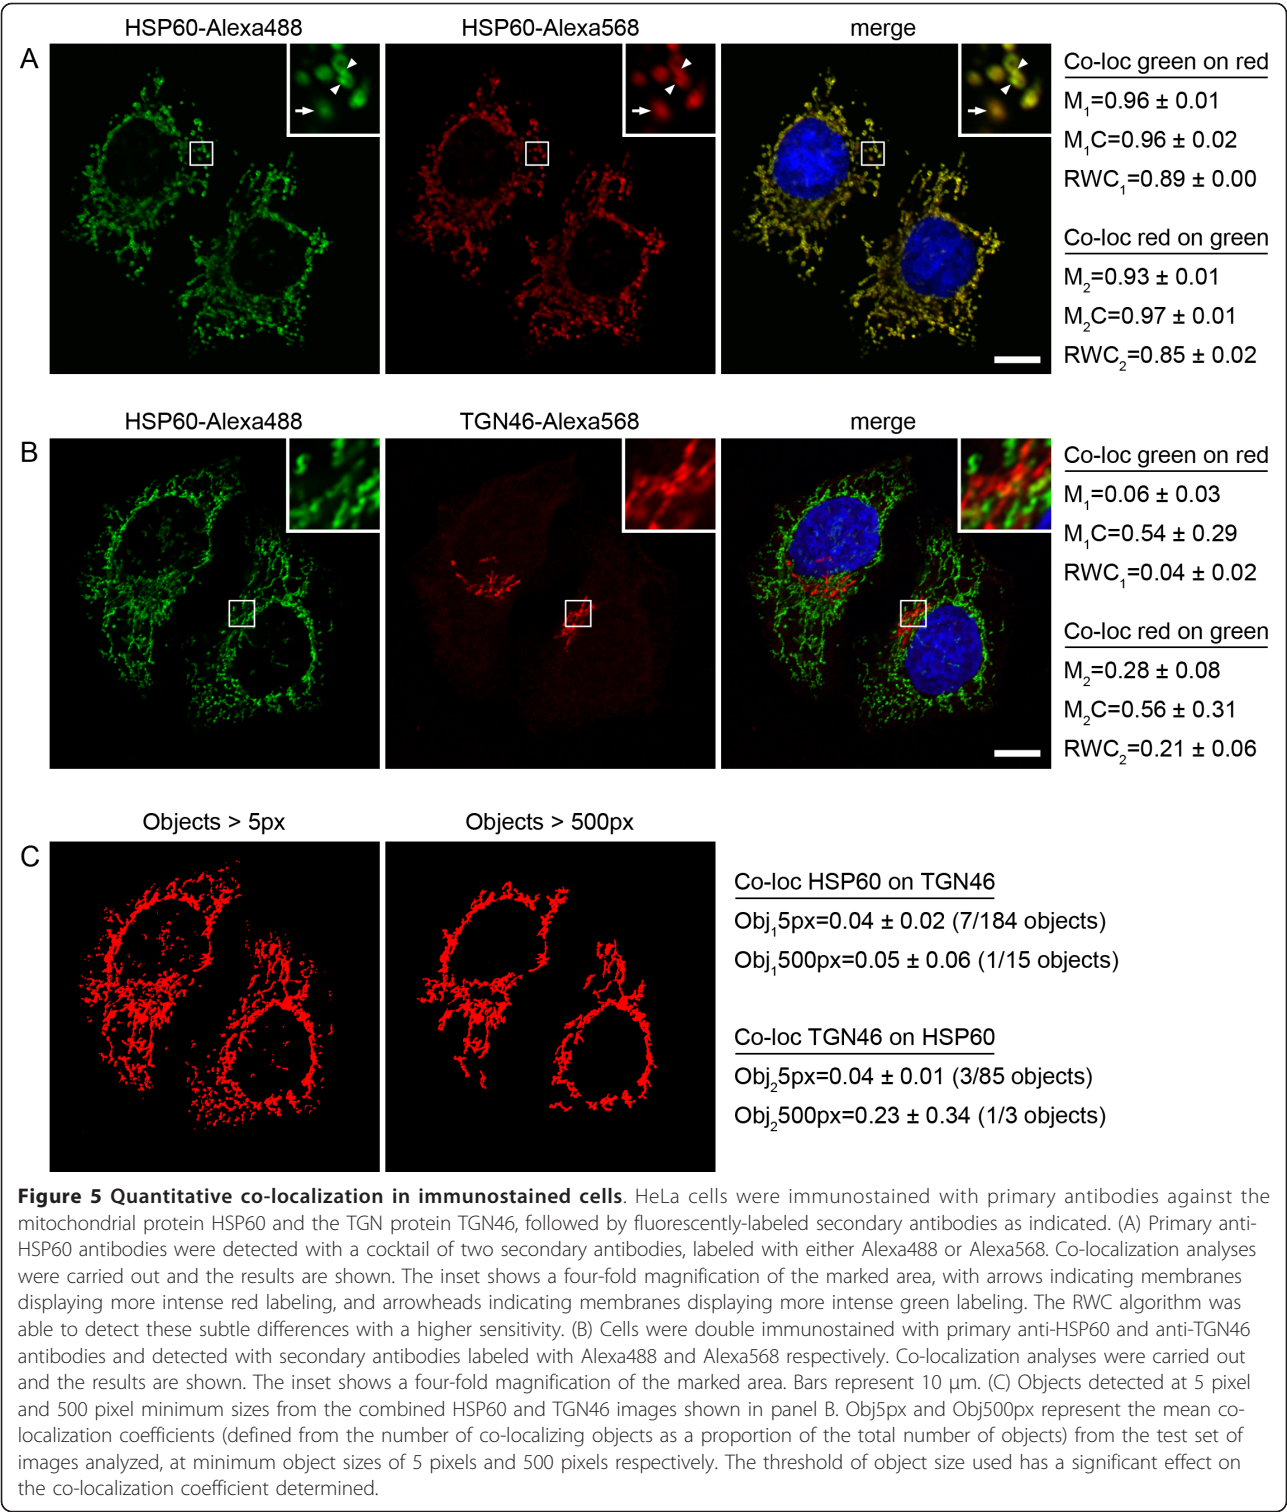 HSP60-Alexa488 HSP60-Alexa568 merge
A
Co-loc green on red
M1=0.96 ± 0.01
M1C=0.96 ± 0.02
RWC1=0.89 ± 0.00
Co-loc red on green
M2=0.93 ± 0.01
M2C=0.97 ± 0.01
RWC2=0.85 ± 0.02
HSP60-Alexa488 TGN46-Alexa568 merge
B
Co-loc green on red
M1=0.06 ± 0.03
M1C=0.54 ± 0.29
RWC1=0.04 ± 0.02
Co-loc red on green
M2=0.28 ± 0.08
M2C=0.56 ± 0.31
RWC2=0.21 ± 0.06
Objects > 5px Objects > 500px
C
Co-loc HSP60 on TGN46
Obj15px=0.04 ± 0.02 (7/184 objects)
Obj1500px=0.05 ± 0.06 (1/15 objects)
Co-loc TGN46 on HSP60
Obj25px=0.04 ± 0.01 (3/85 objects)
Obj2500px=0.23 ± 0.34 (1/3 objects)
Figure 5 Quantitative co-localization in immunostained cells. HeLa cells were immunostained with primary antibodies against the
mitochondrial protein HSP60 and the TGN protein TGN46, followed by fluorescently-labeled secondary antibodies as indicated. (A) Primary anti-
HSP60 antibodies were detected with a cocktail of two secondary antibodies, labeled with either Alexa488 or Alexa568. Co-localization analyses
were carried out and the results are shown. The inset shows a four-fold magnification of the marked area, with arrows indicating membranes
displaying more intense red labeling, and arrowheads indicating membranes displaying more intense green labeling. The RWC algorithm was
able to detect these subtle differences with a higher sensitivity. (B) Cells were double immunostained with primary anti-HSP60 and anti-TGN46
antibodies and detected with secondary antibodies labeled with Alexa488 and Alexa568 respectively. Co-localization analyses were carried out
and the results are shown. The inset shows a four-fold magnification of the marked area. Bars represent 10 μm. (C) Objects detected at 5 pixel
and 500 pixel minimum sizes from the combined HSP60 and TGN46 images shown in panel B. Obj5px and Obj500px represent the mean co-
localization coefficients (defined from the number of co-localizing objects as a proportion of the total number of objects) from the test set of
images analyzed, at minimum object sizes of 5 pixels and 500 pixels respectively. The threshold of object size used has a significant effect on
the co-localization coefficient determined.